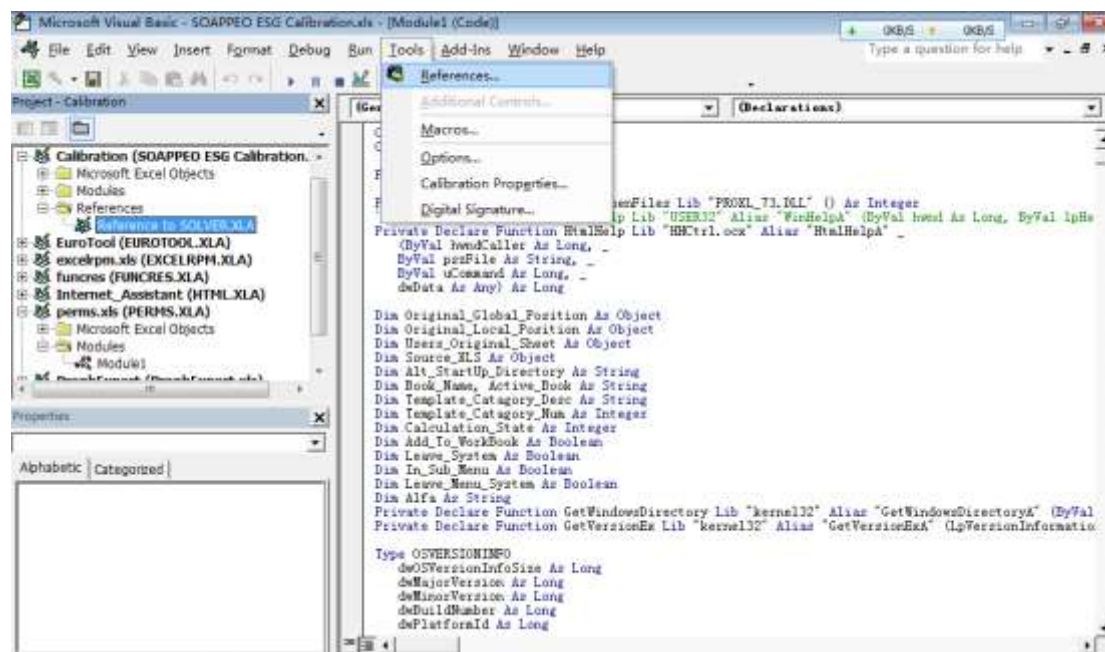 Microsoft Visual Basic - SOAPPEO ESG Calibration.xls - [Module1 (Code)]
0KB/S 0KB/S
File Edit View Insert Format Debug Run Tools Add-Ins Window Help
Type a question for help
References...
Additional Controls...
Macros...
Options...
Calibration Properties...
Digital Signature...
Project - Calibration
Calibration (SOAPPEO ESG Calibration.
Microsoft Excel Objects
Modules
References
Reference to SOLVER.XLA
EuroTool (EUROTOOL.XLA)
excelrpm.xls (EXCELRPM.XLA)
funcres (FUNCRES.XLA)
Internet_Assistant (HTML.XLA)
perms.xls (PERMS.XLA)
Microsoft Excel Objects
Modules
Module1
Properties
Alphabetic Categorized
(Declarations)
Lib "PROXL_73.DLL" () As Integer
Lib "USER32" Alias "WinHelpA" (ByVal hwnd As Long, ByVal lpHe
Private Declare Function HtmlHelp Lib "HHCtrl.ocx" Alias "HtmlHelpA" _
(ByVal hwndCaller As Long, _
ByVal pszFile As String, _
ByVal uCommand As Long, _
dwData As Any) As Long
Dim Original_Global_Position As Object
Dim Original_Local_Position As Object
Dim Users_Original_Sheet As Object
Dim Source_XLS As Object
Dim Alt_StartUp_Directory As String
Dim Book_Name, Active_Book As String
Dim Template_Catagory_Desc As String
Dim Template_Catagory_Num As Integer
Dim Calculation_State As Integer
Dim Add_To_WorkBook As Boolean
Dim Leave_System As Boolean
Dim In_Sub_Menu As Boolean
Dim Leave_Menu_System As Boolean
Dim Alfa As String
Private Declare Function GetWindowsDirectory Lib "kernel32" Alias "GetWindowsDirectoryA" (ByVal
Private Declare Function GetVersionEx Lib "kernel32" Alias "GetVersionExA" (LpVersionInformatio
Type OSVERSIONINFO
dwOSVersionInfoSize As Long
dwMajorVersion As Long
dwMinorVersion As Long
dwBuildNumber As Long
dwPlatformId As Long